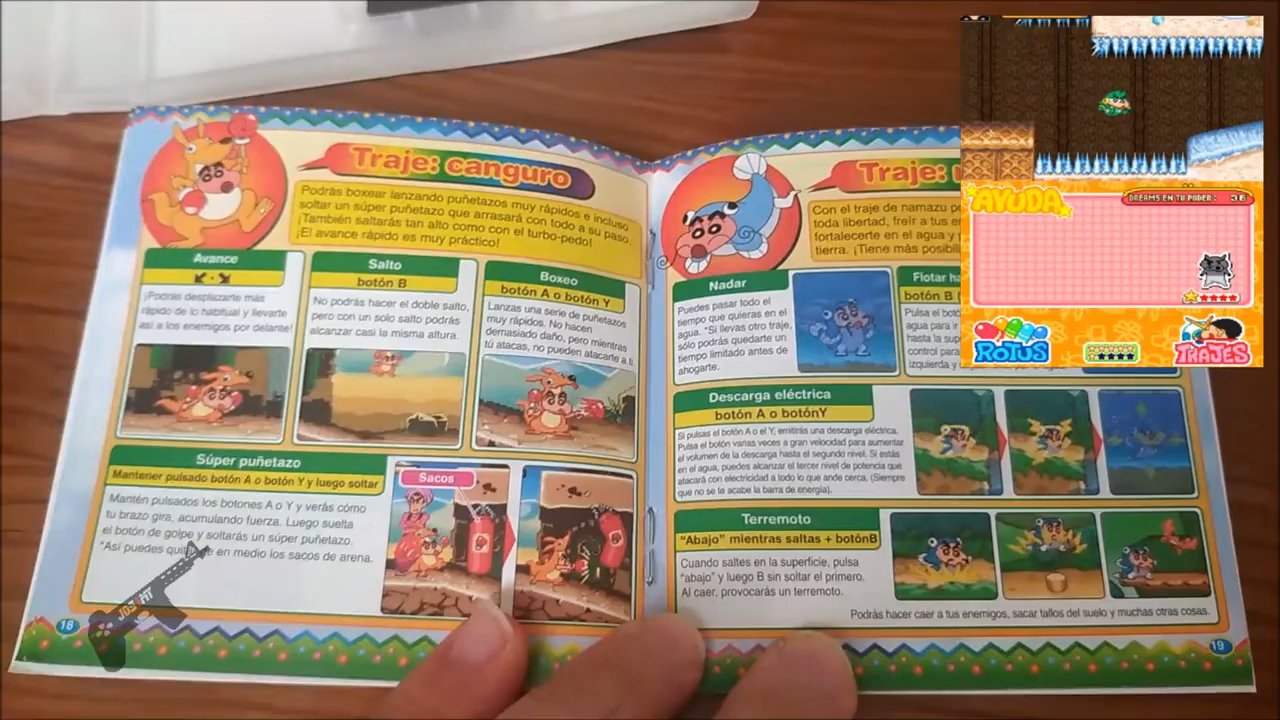 Traje: canguro
Podrás boxear lanzando puñetazos muy rápidos e incluso
soltar un súper puñetazo que arrasará con todo a su paso.
¡También saltarás tan alto como con el turbo-pedo!
¡El avance rápido es muy práctico!
Avance
¡Podrás desplazarte más
rápido de lo habitual y llevarte
así a los enemigos por delante!
Salto
botón B
No podrás hacer el doble salto,
pero con un solo salto podrás
alcanzar casi la misma altura.
Boxeo
botón A o botón Y
Lanzas una serie de puñetazos
muy rápidos. No hacen
demasiado daño, pero mientras
tú atacas, no pueden atacarte a ti
Súper puñetazo
Mantener pulsado botón A o botón Y y luego soltar
Mantén pulsados los botones A o Y y verás cómo
tu brazo gira, acumulando fuerza. Luego suelta
el botón de golpe y soltarás un súper puñetazo.
*Así puedes en medio los sacos de arena.
Sacos
JOS MI
18
Traje:
Con el traje de namazu
toda libertad, freír a tus
fortalecerte en el agua y
tierra. ¡Tiene más
Nadar
Puedes pasar todo el
tiempo que quieras en el
agua. *Si llevas otro traje,
sólo podrás quedarte un
tiempo limitado antes de
ahogarte.
Flotar
botón B
Pulsa el
agua para
hasta la
control para
izquierda y
Descarga eléctrica
botón A o botónY
Si pulsas el botón A o el Y, emitirás una descarga eléctrica.
Pulsa el botón varias veces a gran velocidad para aumentar
el volumen de la descarga hasta el segundo nivel. Si estás
en el agua, puedes alcanzar el tercer nivel de potencia que
atacará con electricidad a todo lo que ande cerca. (Siempre
que no se te acabe la barra de energía).
Terremoto
"Abajo" mientras saltas + botónB
Cuando saltes en la superficie, pulsa
"abajo" y luego B sin soltar el primero.
Al caer, provocarás un terremoto.
Podrás hacer caer a tus enemigos, sacar tallos del suelo y muchas otras cosas.
19
AYUDA
DREAMS EN TU PODER: 36
ROTUS
TRAJES